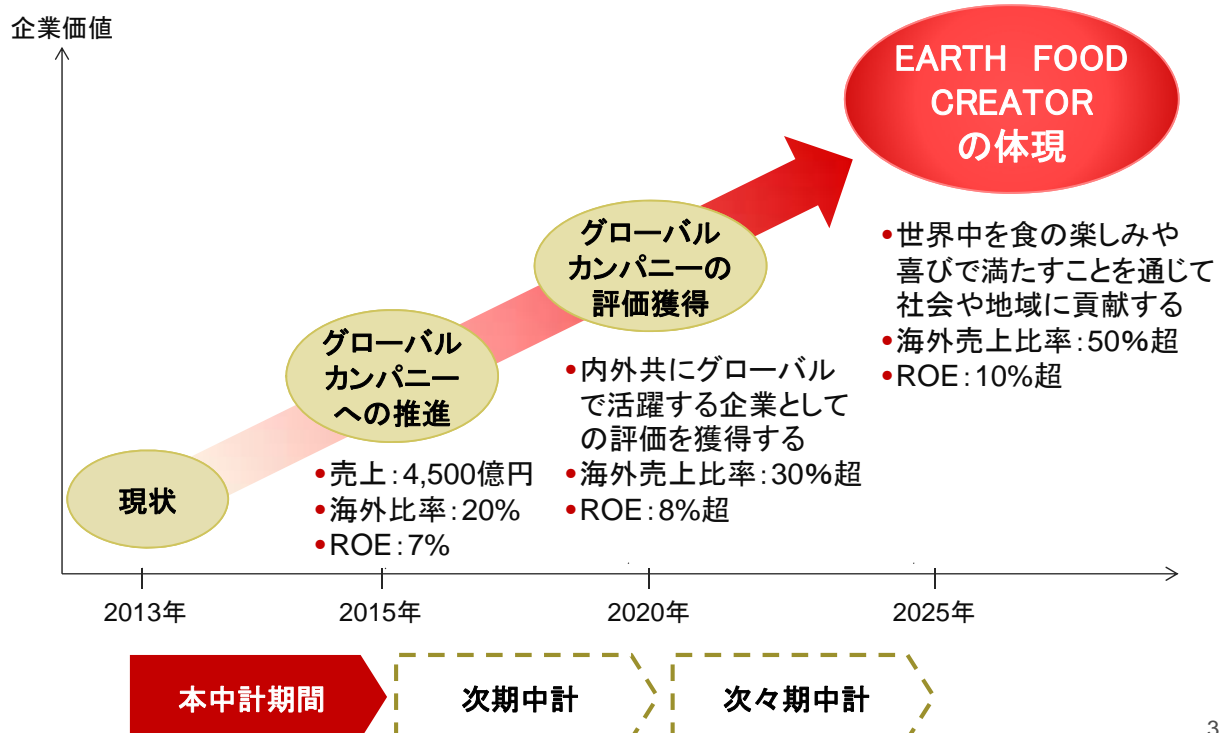 企業価値
EARTH FOOD
CREATOR
の体現
グローバル
カンパニーの
評価獲得
•世界中を食の楽しみや
喜びで満たすことを通じて
社会や地域に貢献する
•海外売上比率:50%超
•ROE:10%超
グローバル
カンパニー
への推進
•内外共にグローバル
で活躍する企業として
の評価を獲得する
•海外売上比率:30%超
•ROE:8%超
現状
•売上:4,500億円
•海外比率:20%
•ROE:7%
2013年
2015年
2020年
2025年
本中計期間
次期中計
次々期中計
3